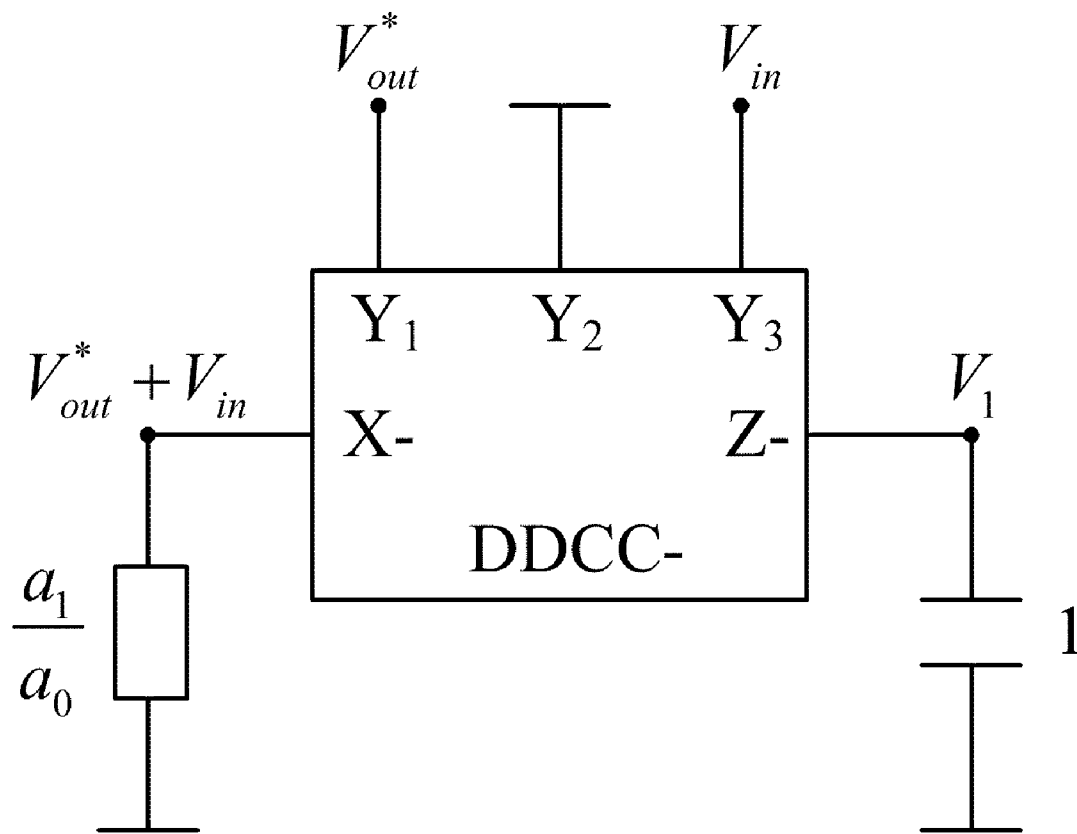 V*out
Vin
Y1
Y2
Y3
V*out + Vin
X-
Z-
V1
DDCC-
a1
a0
1